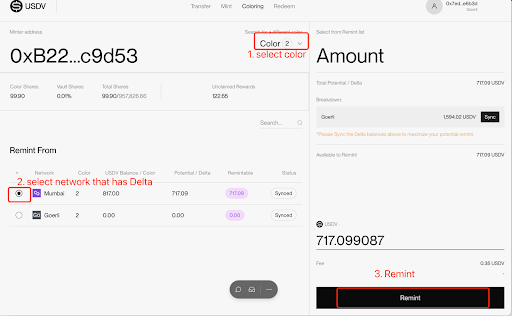 USDV
Transfer Mint Coloring Redeem
0x7ed...e6b3d
Goerli
Minter address
Search for a different color
0xB22...c9d53
Color 2
1. select color
Color Shares Vault Shares Total Shares Unclaimed Rewards
99.90 0.01% 99.90/957,826.66 122.65
Search...
Remint From
2. select network that has Delta
Network Color USDV Balance / Color Potential / Delta Remintable Status
Mumbai 2 817.00 717.09 717.09 Synced
Goerli 2 0.00 0.00 0.00 Synced
Select from Remint list
Amount
Total Potential / Delta 717.09 USDV
Breakdown:
Goerli 1,594.02 USDV Sync
*Please Sync the Delta balances above to maximize your potential remint
Available to Remint 717.09 USDV
USDV
717.099087
Fee 0.35 USDV
3. Remint
Remint